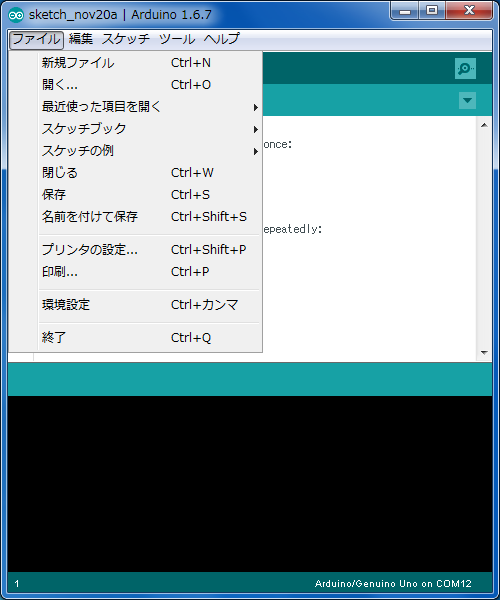 sketch_nov20a | Arduino 1.6.7
ファイル 編集 スケッチ ツール ヘルプ
新規ファイル Ctrl+N
開く... Ctrl+O
最近使った項目を開く
スケッチブック
スケッチの例
once:
閉じる Ctrl+W
保存 Ctrl+S
名前を付けて保存 Ctrl+Shift+S
epeatedly:
プリンタの設定... Ctrl+Shift+P
印刷... Ctrl+P
環境設定 Ctrl+カンマ
終了 Ctrl+Q
1 Arduino/Genuino Uno on COM12